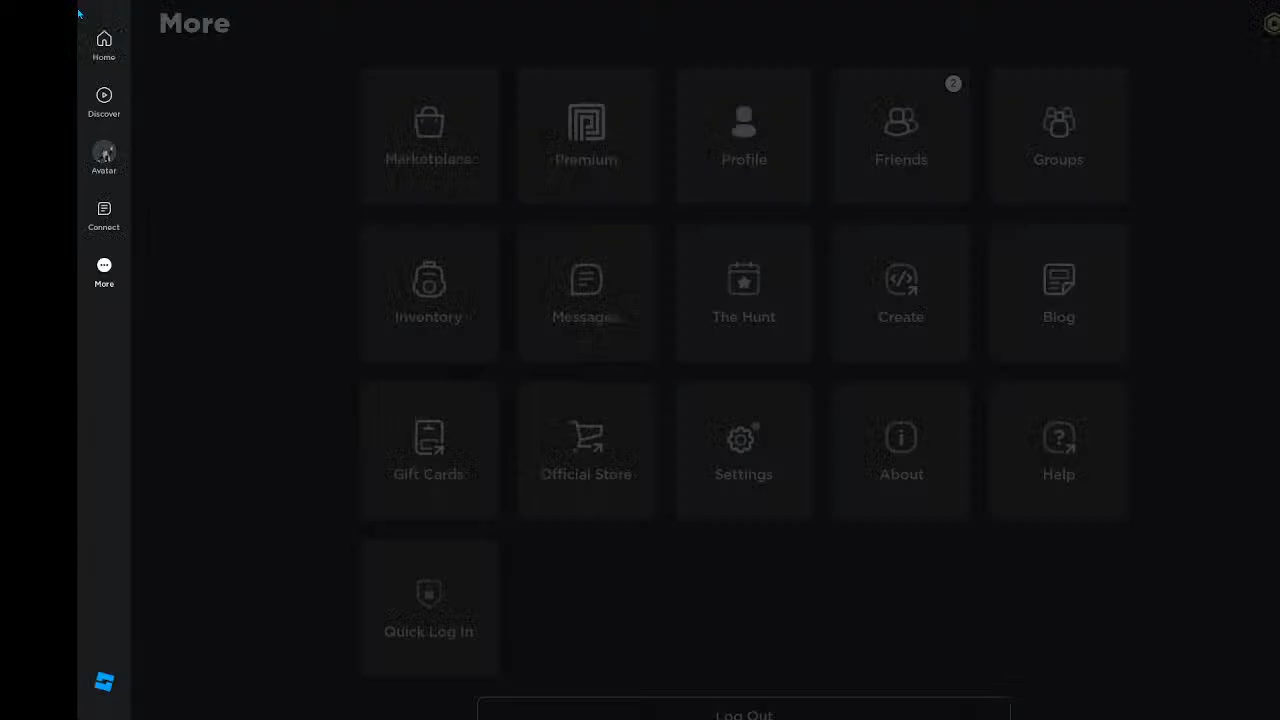 More
Home
Discover
Avatar
Connect
More
2
Marketplace
Premium
Profile
Friends
Groups
Inventory
Messages
The Hunt
Create
Blog
Gift Cards
Official Store
Settings
About
Help
Quick Log In
Log Out